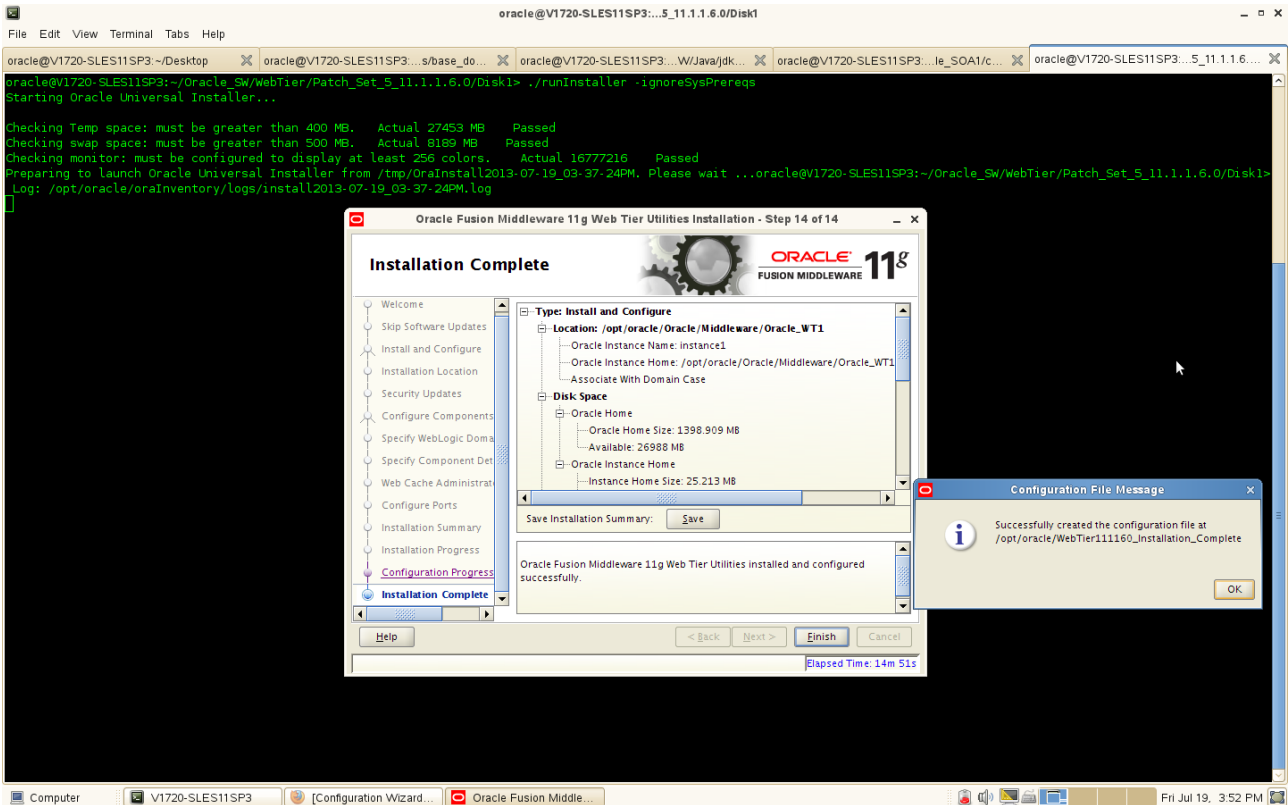 oracle@V1720-SLES11SP3:...5_11.1.1.6.0/Disk1
File Edit View Terminal Tabs Help
oracle@V1720-SLES11SP3:~/Desktop
oracle@V1720-SLES11SP3:...s/base_do...
oracle@V1720-SLES11SP3:...W/Java/jdk...
oracle@V1720-SLES11SP3:...le_SOA1/c...
oracle@V1720-SLES11SP3:...5_11.1.1.6....
oracle@V1720-SLES11SP3:~/Oracle_SW/WebTier/Patch_Set_5_11.1.1.6.0/Disk1> ./runInstaller -ignoreSysPrereqs
Starting Oracle Universal Installer...
Checking Temp space: must be greater than 400 MB. Actual 27453 MB Passed
Checking swap space: must be greater than 500 MB. Actual 8189 MB Passed
Checking monitor: must be configured to display at least 256 colors. Actual 16777216 Passed
Preparing to launch Oracle Universal Installer from /tmp/OraInstall2013-07-19_03-37-24PM. Please wait ...oracle@V1720-SLES11SP3:~/Oracle_SW/WebTier/Patch_Set_5_11.1.1.6.0/Disk1>
Log: /opt/oracle/oraInventory/logs/install2013-07-19_03-37-24PM.log
Oracle Fusion Middleware 11g Web Tier Utilities Installation - Step 14 of 14
Installation Complete
ORACLE
FUSION MIDDLEWARE 11g
Welcome
Skip Software Updates
Install and Configure
Installation Location
Security Updates
Configure Components
Specify WebLogic Doma
Specify Component Det
Web Cache Administrat
Configure Ports
Installation Summary
Installation Progress
Configuration Progress
Installation Complete
Type: Install and Configure
Location: /opt/oracle/Oracle/Middleware/Oracle_WT1
Oracle Instance Name: instance1
Oracle Instance Home: /opt/oracle/Oracle/Middleware/Oracle_WT1
Associate With Domain Case
Disk Space
Oracle Home
Oracle Home Size: 1398.909 MB
Available: 26988 MB
Oracle Instance Home
Instance Home Size: 25.213 MB
Save Installation Summary: Save
Oracle Fusion Middleware 11g Web Tier Utilities installed and configured
successfully.
Help < Back Next > Finish Cancel
Elapsed Time: 14m 51s
Configuration File Message
Successfully created the configuration file at
/opt/oracle/WebTier111160_Installation_Complete
OK
Computer V1720-SLES11SP3 [Configuration Wizard... Oracle Fusion Middle... Fri Jul 19, 3:52 PM